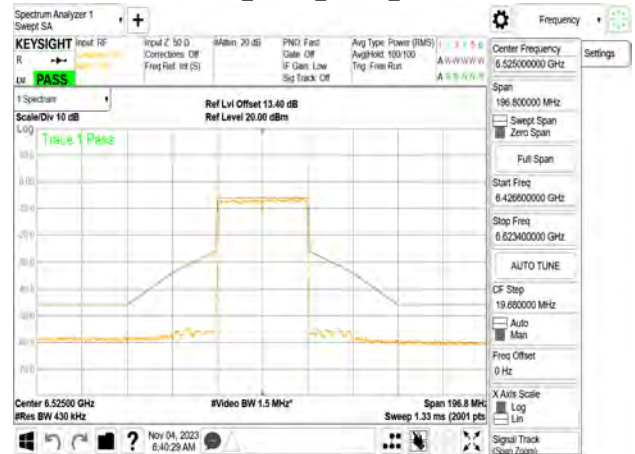 Spectrum Analyzer 1
Swept SA
+
Frequency
KEYSIGHT
Input: RF
R
LU PASS
Input Z: 50 Ω
Corrections: Off
Freq Ref: Int (S)
#Atten: 20 dB
PNO: Fast
Gate: Off
IF Gain: Low
Sig Track: Off
Avg Type: Power (RMS)
Avg|Hold: 100/100
Trig: Free Run
1 Spectrum
Scale/Div 10 dB
Ref Lvl Offset 13.40 dB
Ref Level 20.00 dBm
Log
Trace 1 Pass
Center 6.52500 GHz
#Res BW 430 kHz
#Video BW 1.5 MHz*
Span 196.8 MHz
Sweep 1.33 ms (2001 pts
Nov 04, 2023
6:40:29 AM
?
Center Frequency
6.525000000 GHz
Settings
Span
196.800000 MHz
Swept Span
Zero Span
Full Span
Start Freq
6.426600000 GHz
Stop Freq
6.623400000 GHz
AUTO TUNE
CF Step
19.680000 MHz
Auto
Man
Freq Offset
0 Hz
X Axis Scale
Log
Lin
Signal Track
(Span Zoom)